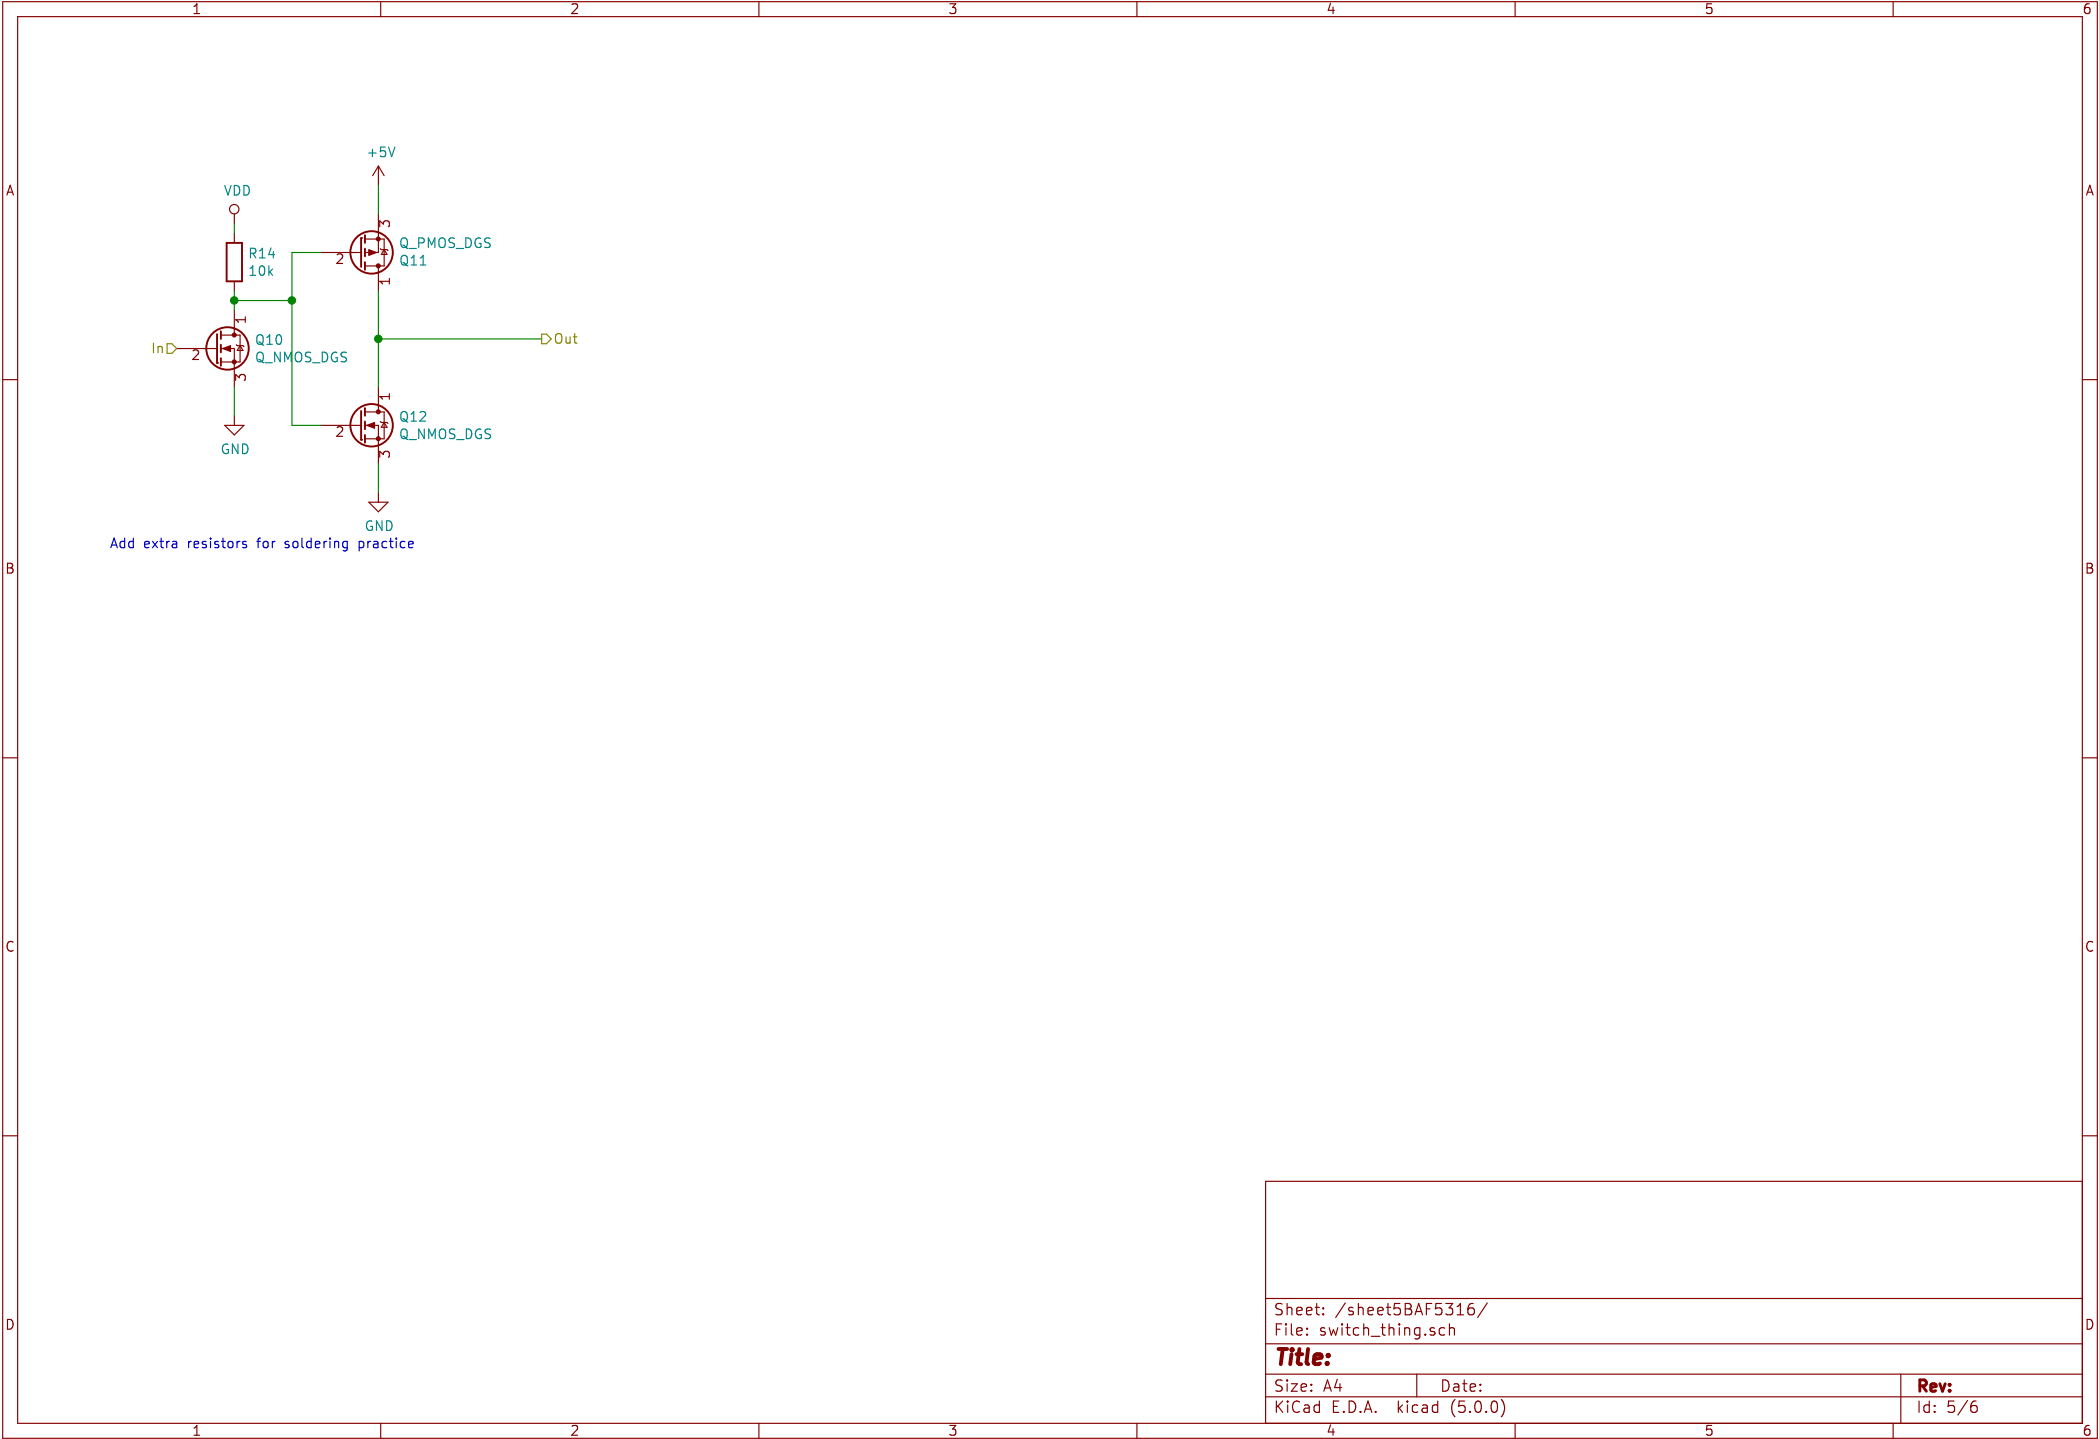 1 2 3 4 5 6
+5V
A
VDD
A
3
Q_PMOS_DGS
R14
2
Q11
10k
1
1
Q10
Out
In
2
Q_NMOS_DGS
3
1
Q12
2
Q_NMOS_DGS
GND
3
GND
Add extra resistors for soldering practice
B
B
C
C
Sheet: /sheet5BAF5316/
D
D
File: switch_thing.sch
Title:
Size: A4 Date: Rev:
KiCad E.D.A. kicad (5.0.0) Id: 5/6
1 2 3 4 5 6